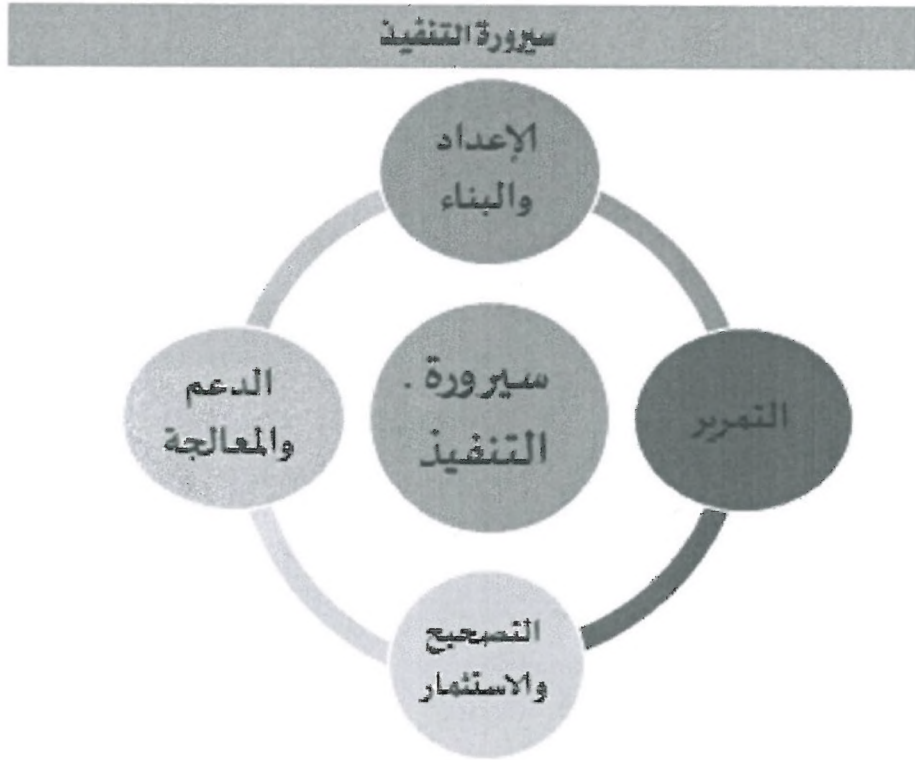 سيرورة التنفيذ
الإعداد
والبناء
التمرير
التصحيح
والاستثمار
الدعم
والمعالجة
سيرورة .
التنفيذ